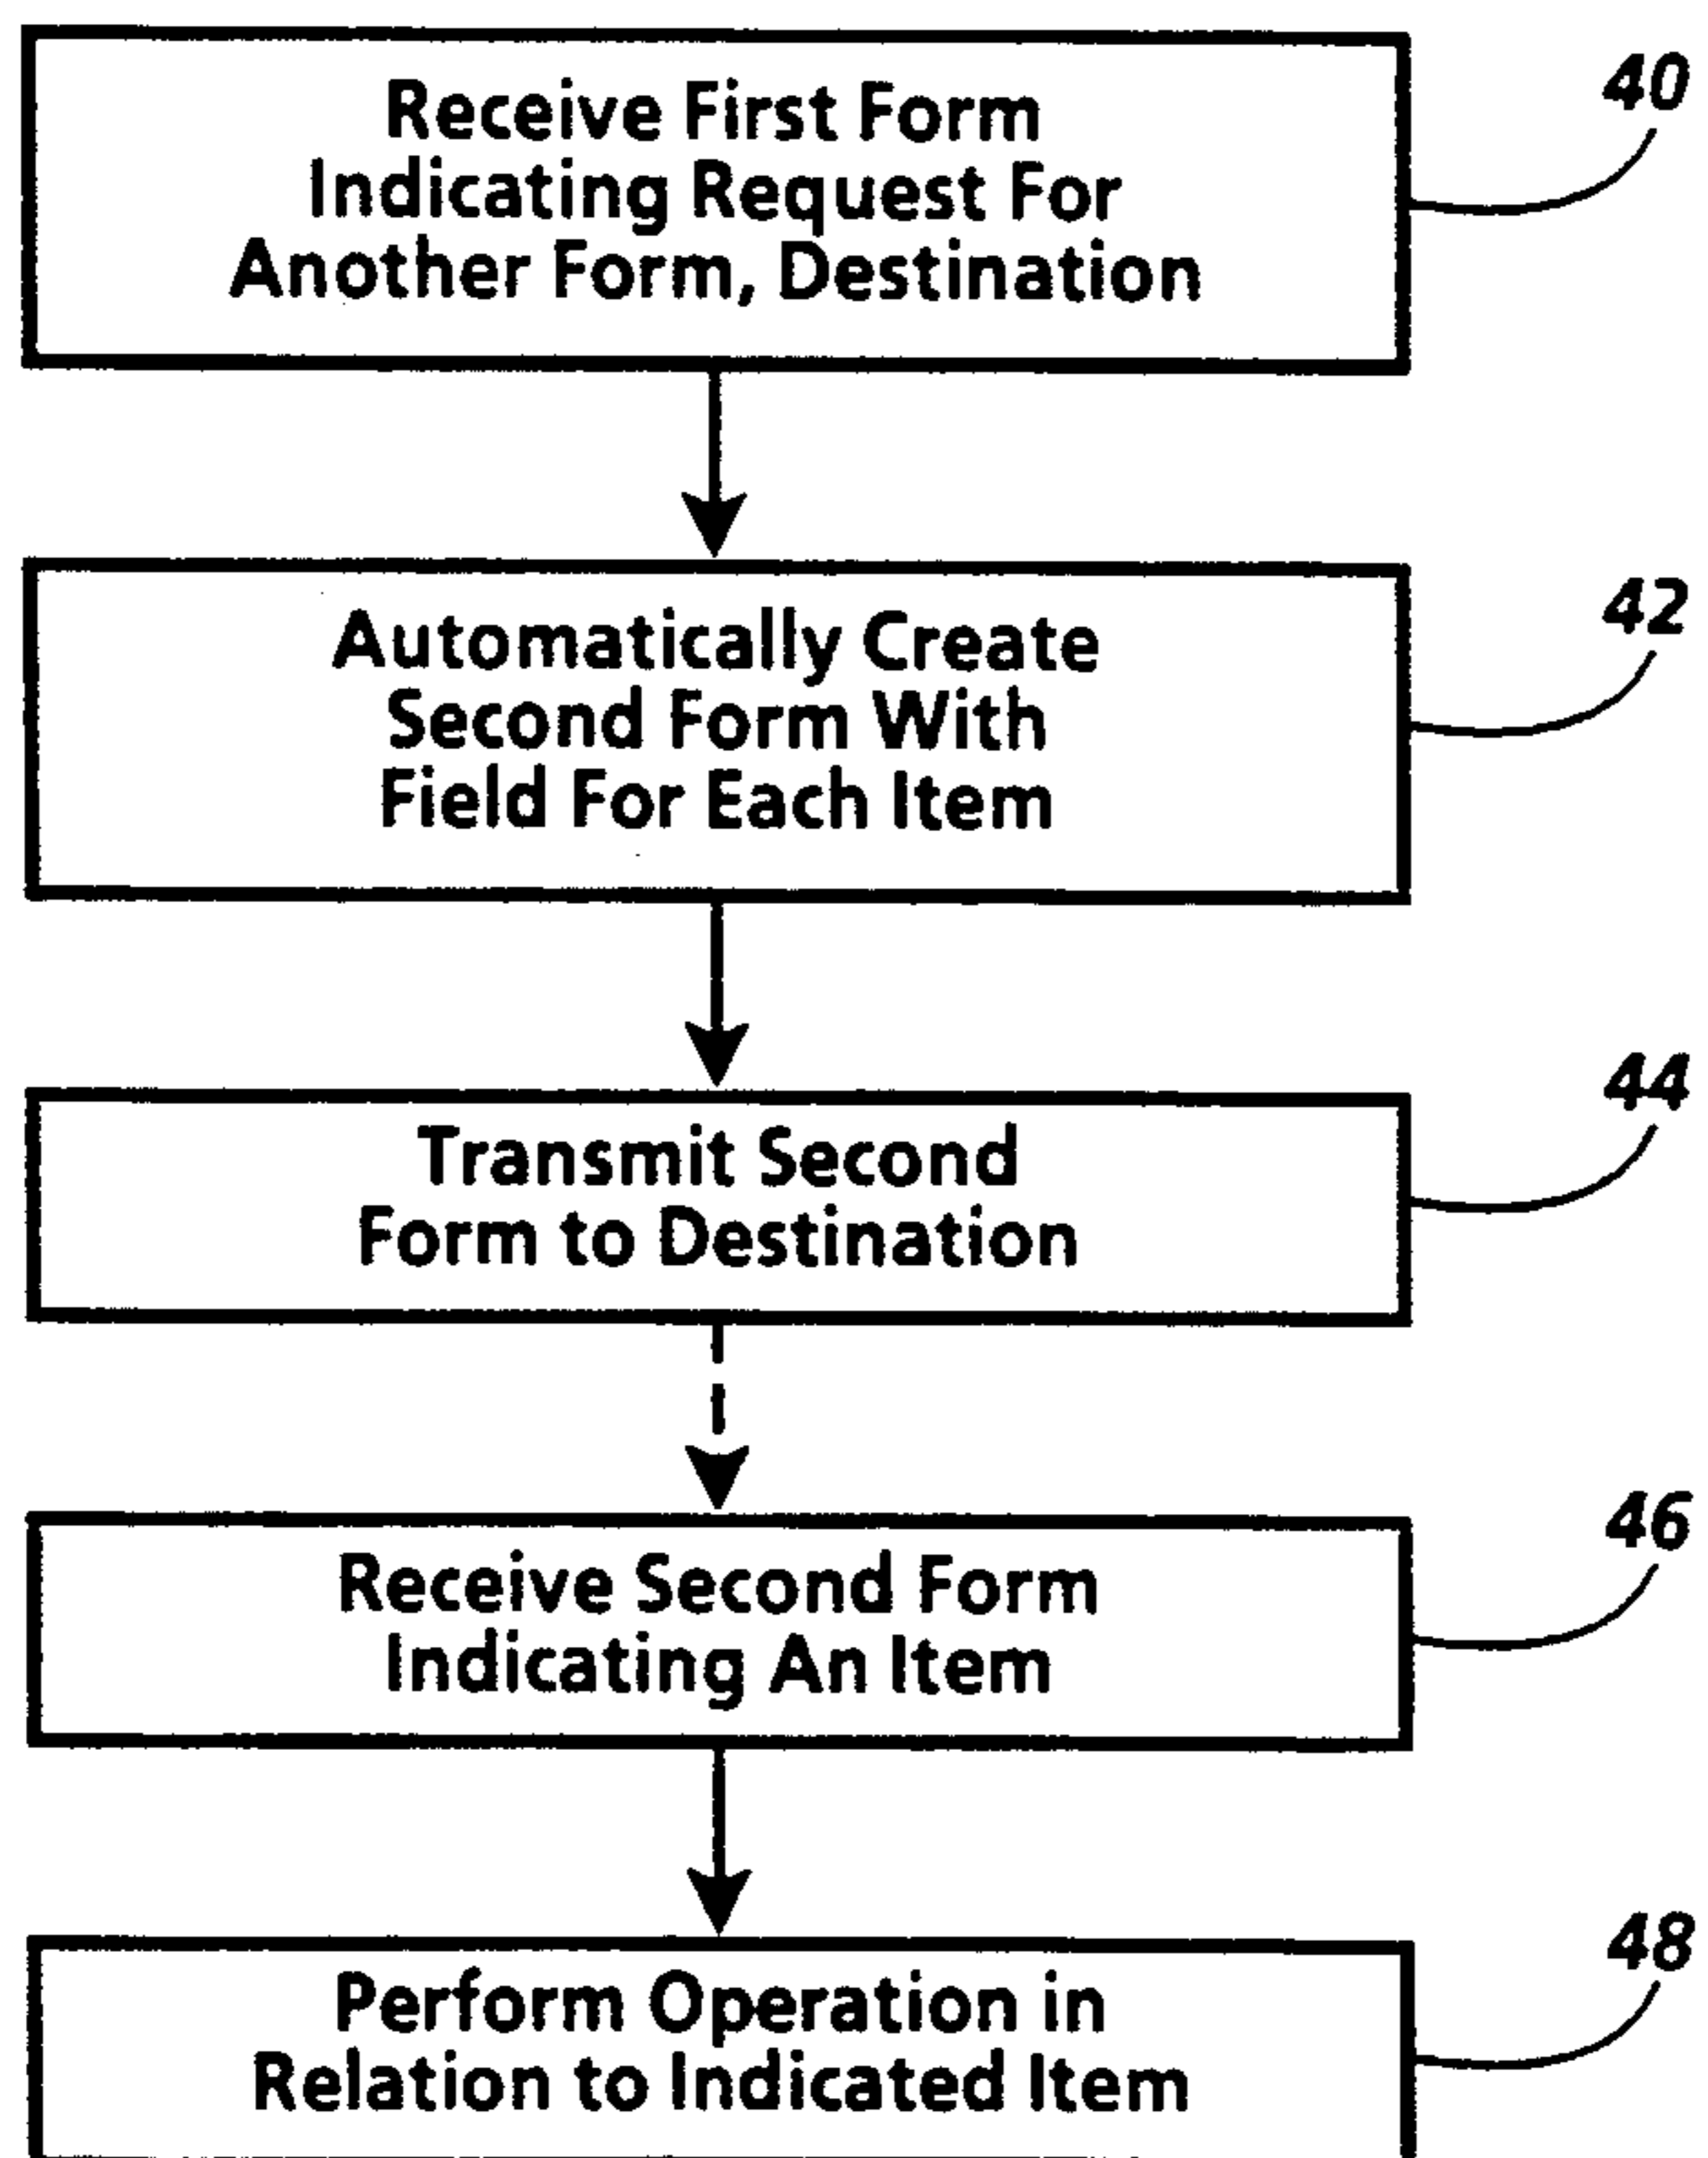 Receive First Form
Indicating Request For
Another Form, Destination
40
Automatically Create
Second Form With
Field For Each Item
42
Transmit Second
Form to Destination
44
Receive Second Form
Indicating An Item
46
Perform Operation in
Relation to Indicated Item
48